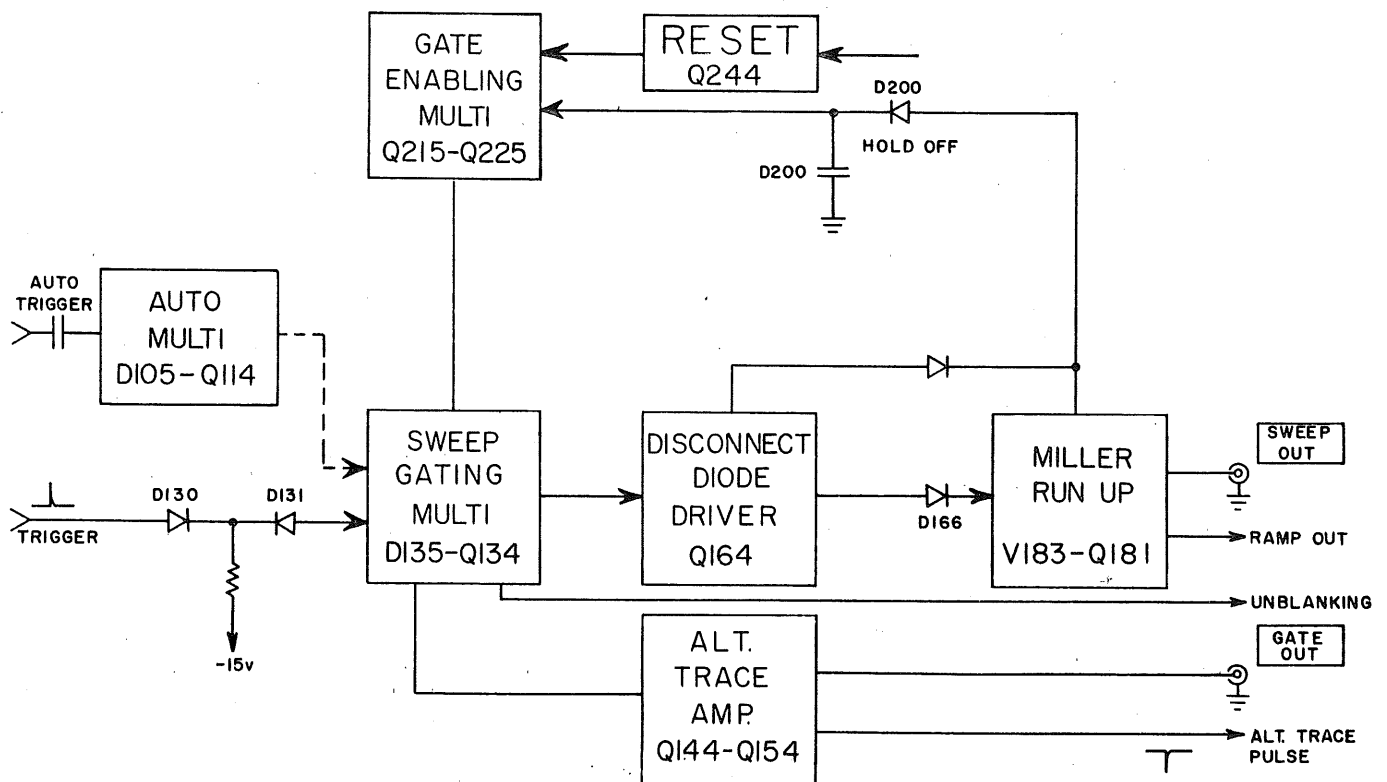 GATE
ENABLING
MULTI
Q215-Q225
RESET
Q244
D200
HOLD OFF
D200
AUTO
TRIGGER
AUTO
MULTI
D105-Q114
TRIGGER
D130
D131
-15v
SWEEP
GATING
MULTI
D135-Q134
DISCONNECT
DIODE
DRIVER
Q164
D166
MILLER
RUN UP
V183-Q181
SWEEP
OUT
RAMP OUT
UNBLANKING
ALT.
TRACE
AMP.
Q144-Q154
GATE
OUT
ALT. TRACE
PULSE